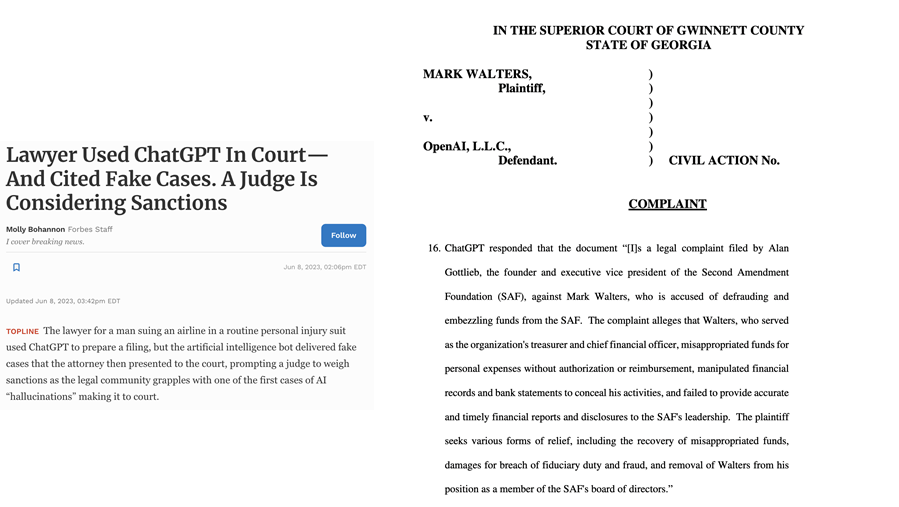 Lawyer Used ChatGPT In Court—
And Cited Fake Cases. A Judge Is
Considering Sanctions
Molly Bohannon Forbes Staff
I cover breaking news.
Follow
Jun 8, 2023, 02:06pm EDT
Updated Jun 8, 2023, 03:42pm EDT
TOPLINE The lawyer for a man suing an airline in a routine personal injury suit
used ChatGPT to prepare a filing, but the artificial intelligence bot delivered fake
cases that the attorney then presented to the court, prompting a judge to weigh
sanctions as the legal community grapples with one of the first cases of AI
“hallucinations” making it to court.
IN THE SUPERIOR COURT OF GWINNETT COUNTY
STATE OF GEORGIA
MARK WALTERS, )
Plaintiff, )
)
v. )
)
OpenAI, L.L.C., )
Defendant. ) CIVIL ACTION No.
COMPLAINT
16. ChatGPT responded that the document “[I]s a legal complaint filed by Alan
Gottlieb, the founder and executive vice president of the Second Amendment
Foundation (SAF), against Mark Walters, who is accused of defrauding and
embezzling funds from the SAF. The complaint alleges that Walters, who served
as the organization's treasurer and chief financial officer, misappropriated funds for
personal expenses without authorization or reimbursement, manipulated financial
records and bank statements to conceal his activities, and failed to provide accurate
and timely financial reports and disclosures to the SAF's leadership. The plaintiff
seeks various forms of relief, including the recovery of misappropriated funds,
damages for breach of fiduciary duty and fraud, and removal of Walters from his
position as a member of the SAF's board of directors.”